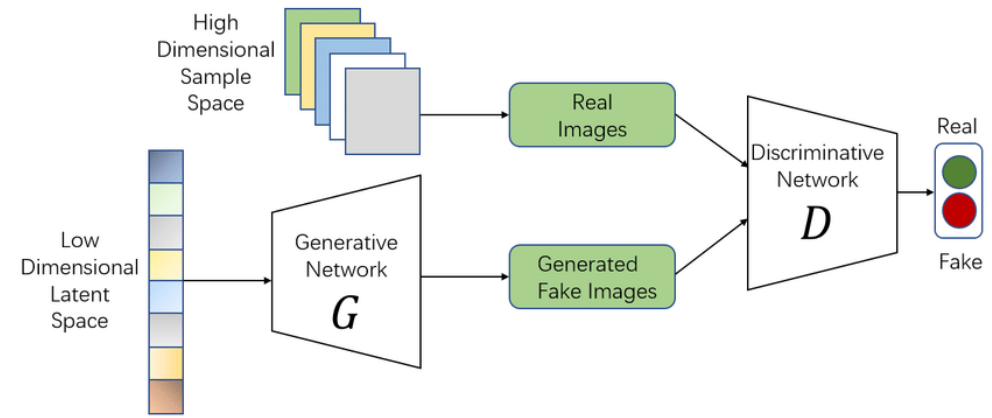 High
Dimensional
Sample
Space
Real
Images
Discriminative
Network
D
Real
Fake
Low
Dimensional
Latent
Space
Generative
Network
G
Generated
Fake Images